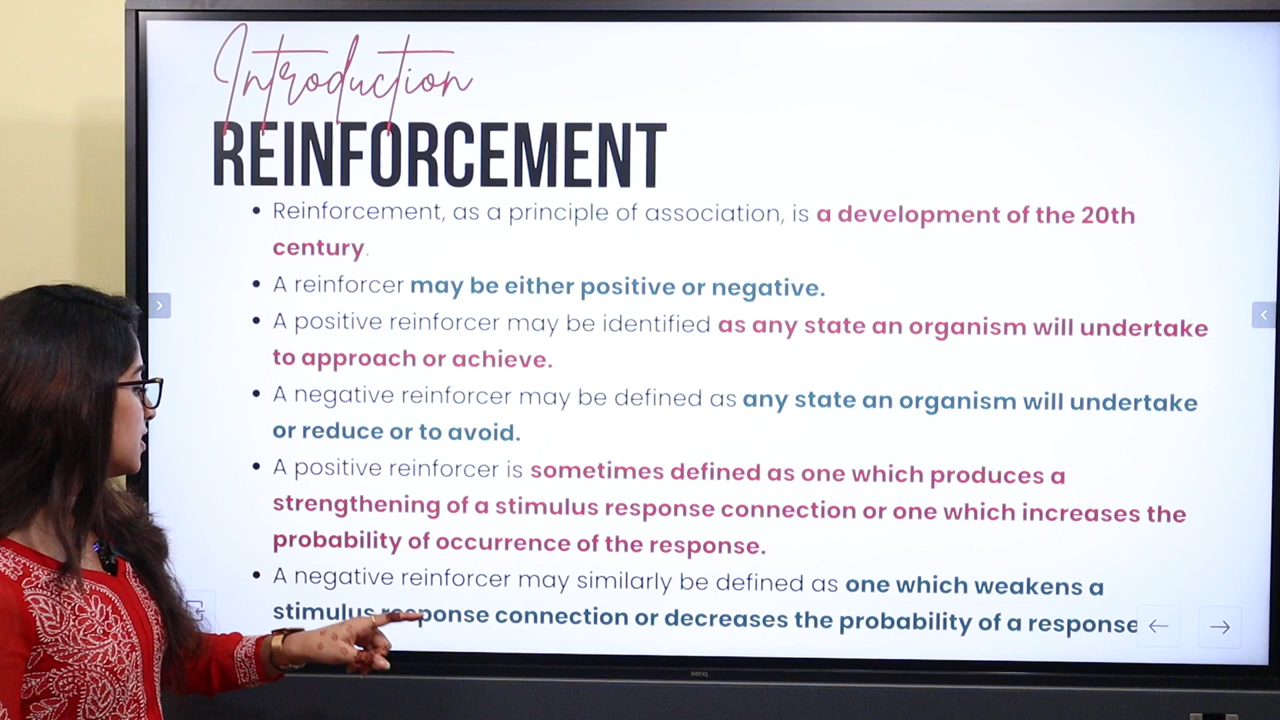 Introduction
REINFORCEMENT
• Reinforcement, as a principle of association, is a development of the 20th
century.
• A reinforcer may be either positive or negative.
• A positive reinforcer may be identified as any state an organism will undertake
to approach or achieve.
• A negative reinforcer may be defined as any state an organism will undertake
or reduce or to avoid.
• A positive reinforcer is sometimes defined as one which produces a
strengthening of a stimulus response connection or one which increases the
probability of occurrence of the response.
• A negative reinforcer may similarly be defined as one which weakens a
stimulus response connection or decreases the probability of a response
BenQ